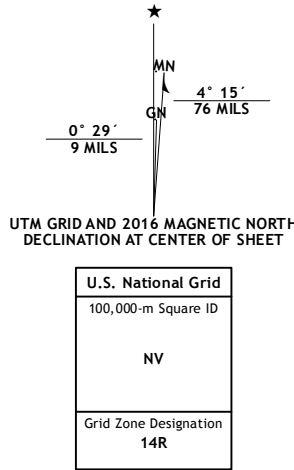 ★
MN
4° 15´
76 MILS
GN
0° 29´
9 MILS
UTM GRID AND 2016 MAGNETIC NORTH
DECLINATION AT CENTER OF SHEET
U.S. National Grid
100,000-m Square ID
NV
Grid Zone Designation
14R